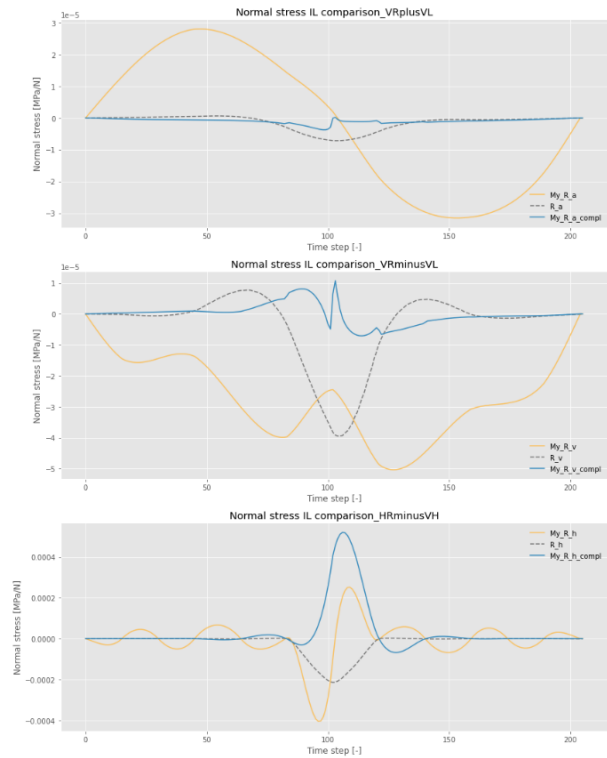 Normal stress IL comparison_VRplusVL
1e−5
3
2
1
0
−1
−2
−3
Normal stress [MPa/N]
0
50
100
150
200
Time step [-]
My_R_a
R_a
My_R_a_compl
Normal stress IL comparison_VRminusVL
1e−5
1
0
−1
−2
−3
−4
−5
Normal stress [MPa/N]
0
50
100
150
200
Time step [-]
My_R_v
R_v
My_R_v_compl
Normal stress IL comparison_HRminusVH
0.0004
0.0002
0.0000
−0.0002
−0.0004
Normal stress [MPa/N]
My_R_h
R_h
My_R_h_compl
0
50
100
150
200
Time step [-]